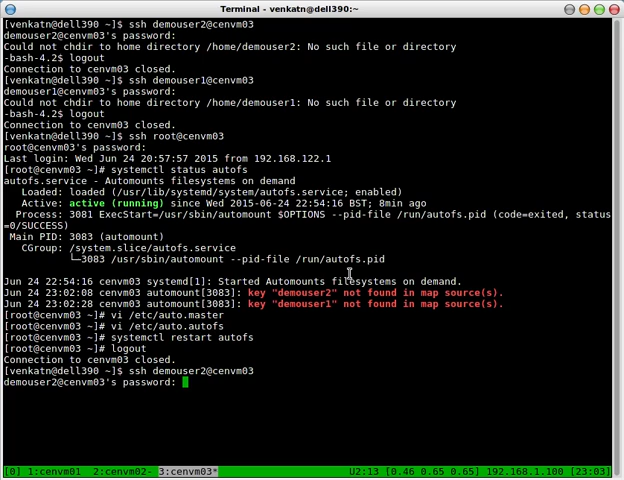 Terminal - venkatn@dell390:~
[venkatn@dell390 ~]$ ssh demouser2@cenvm03
demouser2@cenvm03's password:
Could not chdir to home directory /home/demouser2: No such file or directory
-bash-4.2$ logout
Connection to cenvm03 closed.
[venkatn@dell390 ~]$ ssh demouser1@cenvm03
demouser1@cenvm03's password:
Could not chdir to home directory /home/demouser1: No such file or directory
-bash-4.2$ logout
Connection to cenvm03 closed.
[venkatn@dell390 ~]$ ssh root@cenvm03
root@cenvm03's password:
Last login: Wed Jun 24 20:57:57 2015 from 192.168.122.1
[root@cenvm03 ~]# systemctl status autofs
autofs.service - Automounts filesystems on demand
   Loaded: loaded (/usr/lib/systemd/system/autofs.service; enabled)
   Active: active (running) since Wed 2015-06-24 22:54:16 BST; 8min ago
  Process: 3081 ExecStart=/usr/sbin/automount $OPTIONS --pid-file /run/autofs.pid (code=exited, status
=0/SUCCESS)
 Main PID: 3083 (automount)
   CGroup: /system.slice/autofs.service
           └─3083 /usr/sbin/automount --pid-file /run/autofs.pid
Jun 24 22:54:16 cenvm03 systemd[1]: Started Automounts filesystems on demand.
Jun 24 23:02:08 cenvm03 automount[3083]: key "demouser2" not found in map source(s).
Jun 24 23:02:28 cenvm03 automount[3083]: key "demouser1" not found in map source(s).
[root@cenvm03 ~]# vi /etc/auto.master
[root@cenvm03 ~]# vi /etc/auto.autofs
[root@cenvm03 ~]# systemctl restart autofs
[root@cenvm03 ~]# logout
Connection to cenvm03 closed.
[venkatn@dell390 ~]$ ssh demouser2@cenvm03
demouser2@cenvm03's password:
[0] 1:cenvm01  2:cenvm02- 3:cenvm03* U2:13 [0.46 0.65 0.65] 192.168.1.100 [23:03]